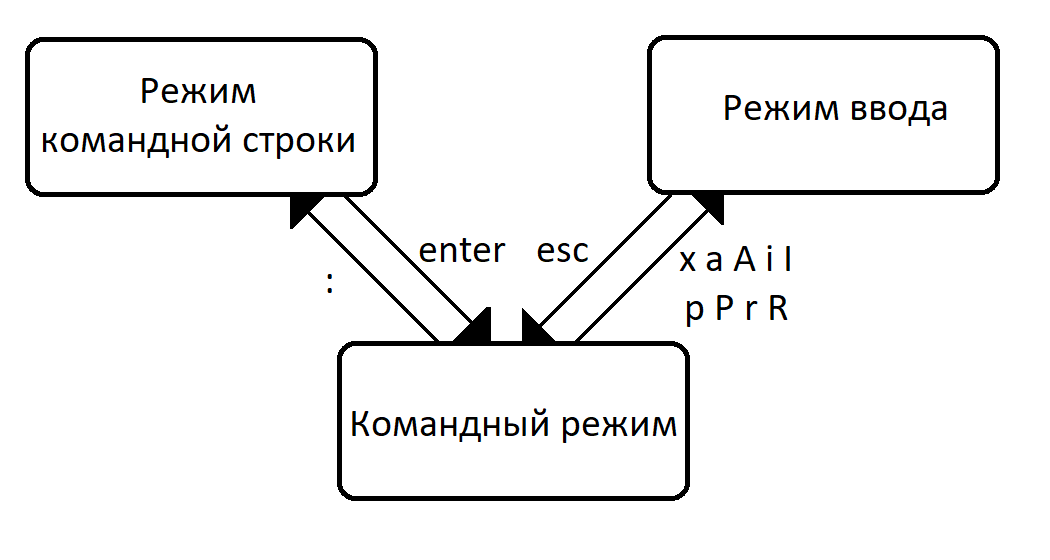 Режим
командной строки
Режим ввода
enter
esc
:
x a A i I
p P r R
Командный режим